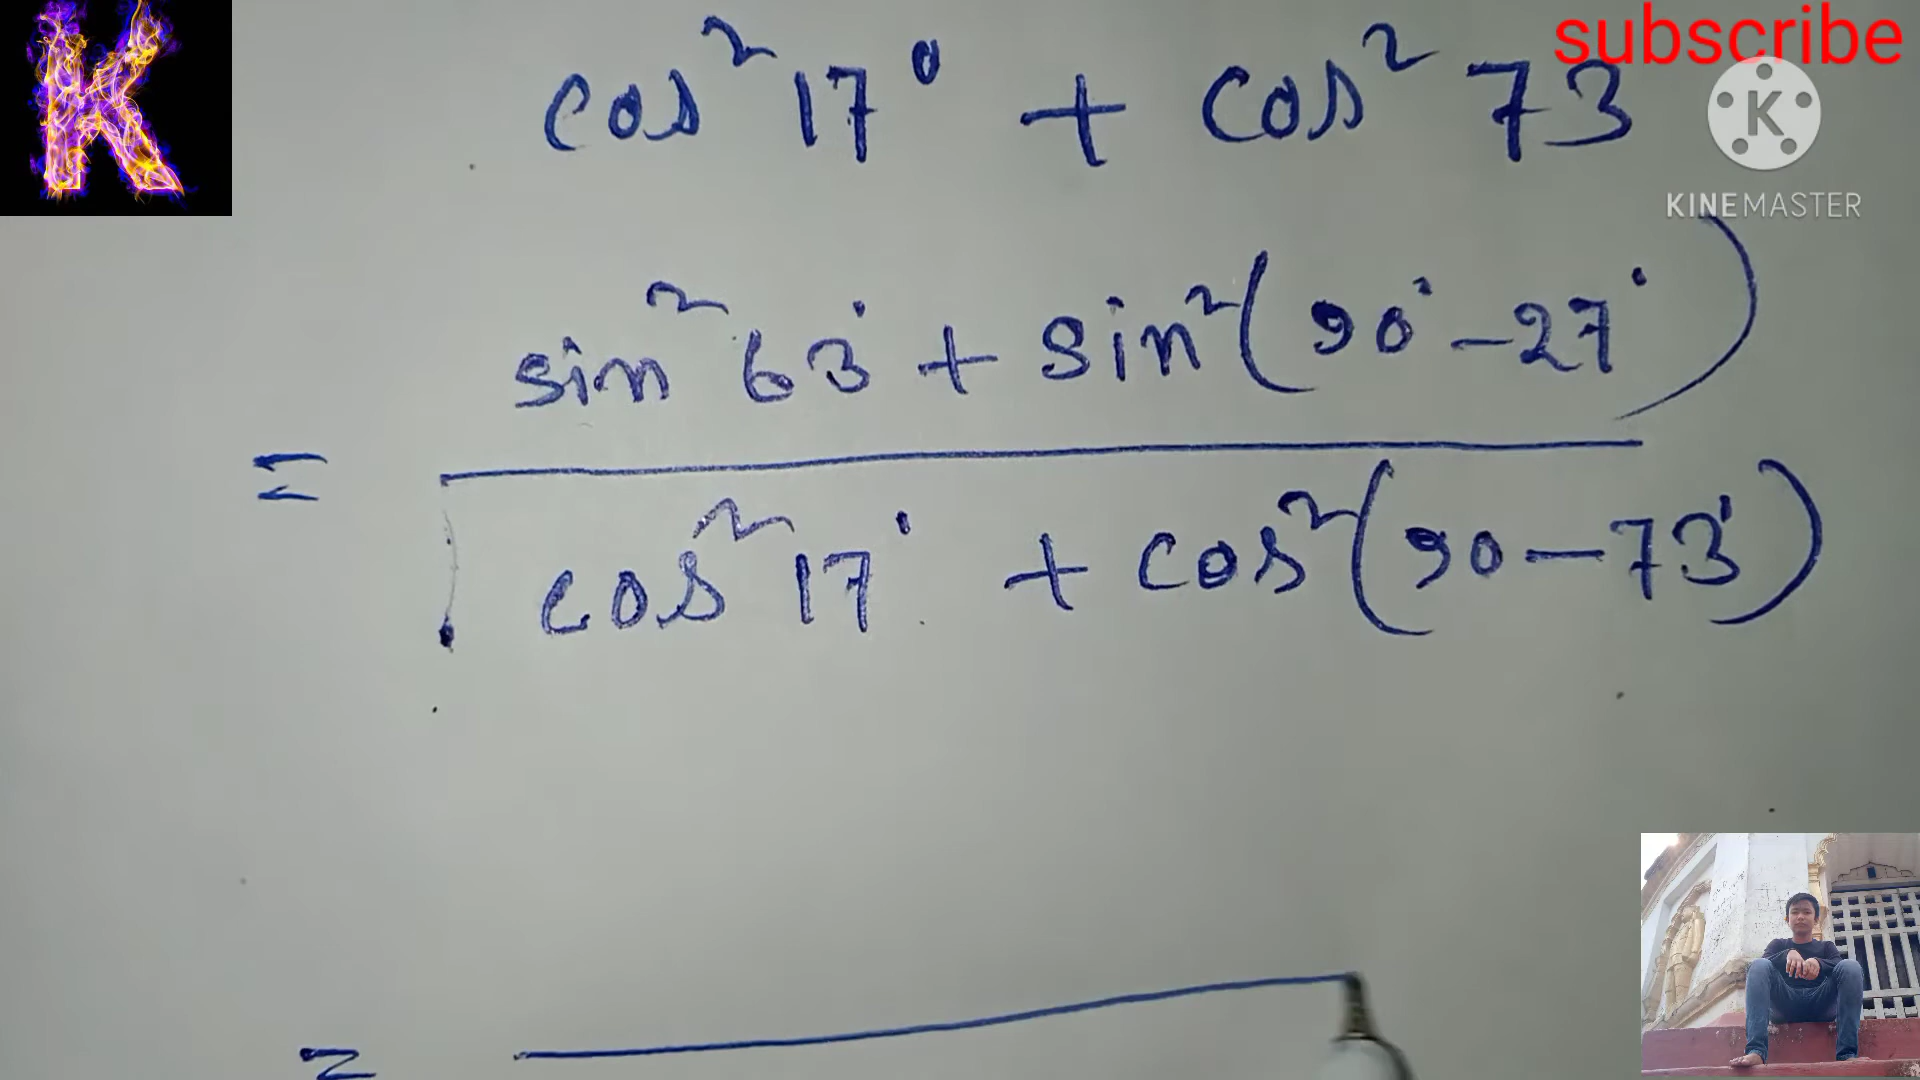 subscribe
K
cos² 17° + cos² 73
K
KINEMASTER
sin² 63° + sin² (90° - 27°)
=
cos² 17° + cos² (90 - 73°)
=